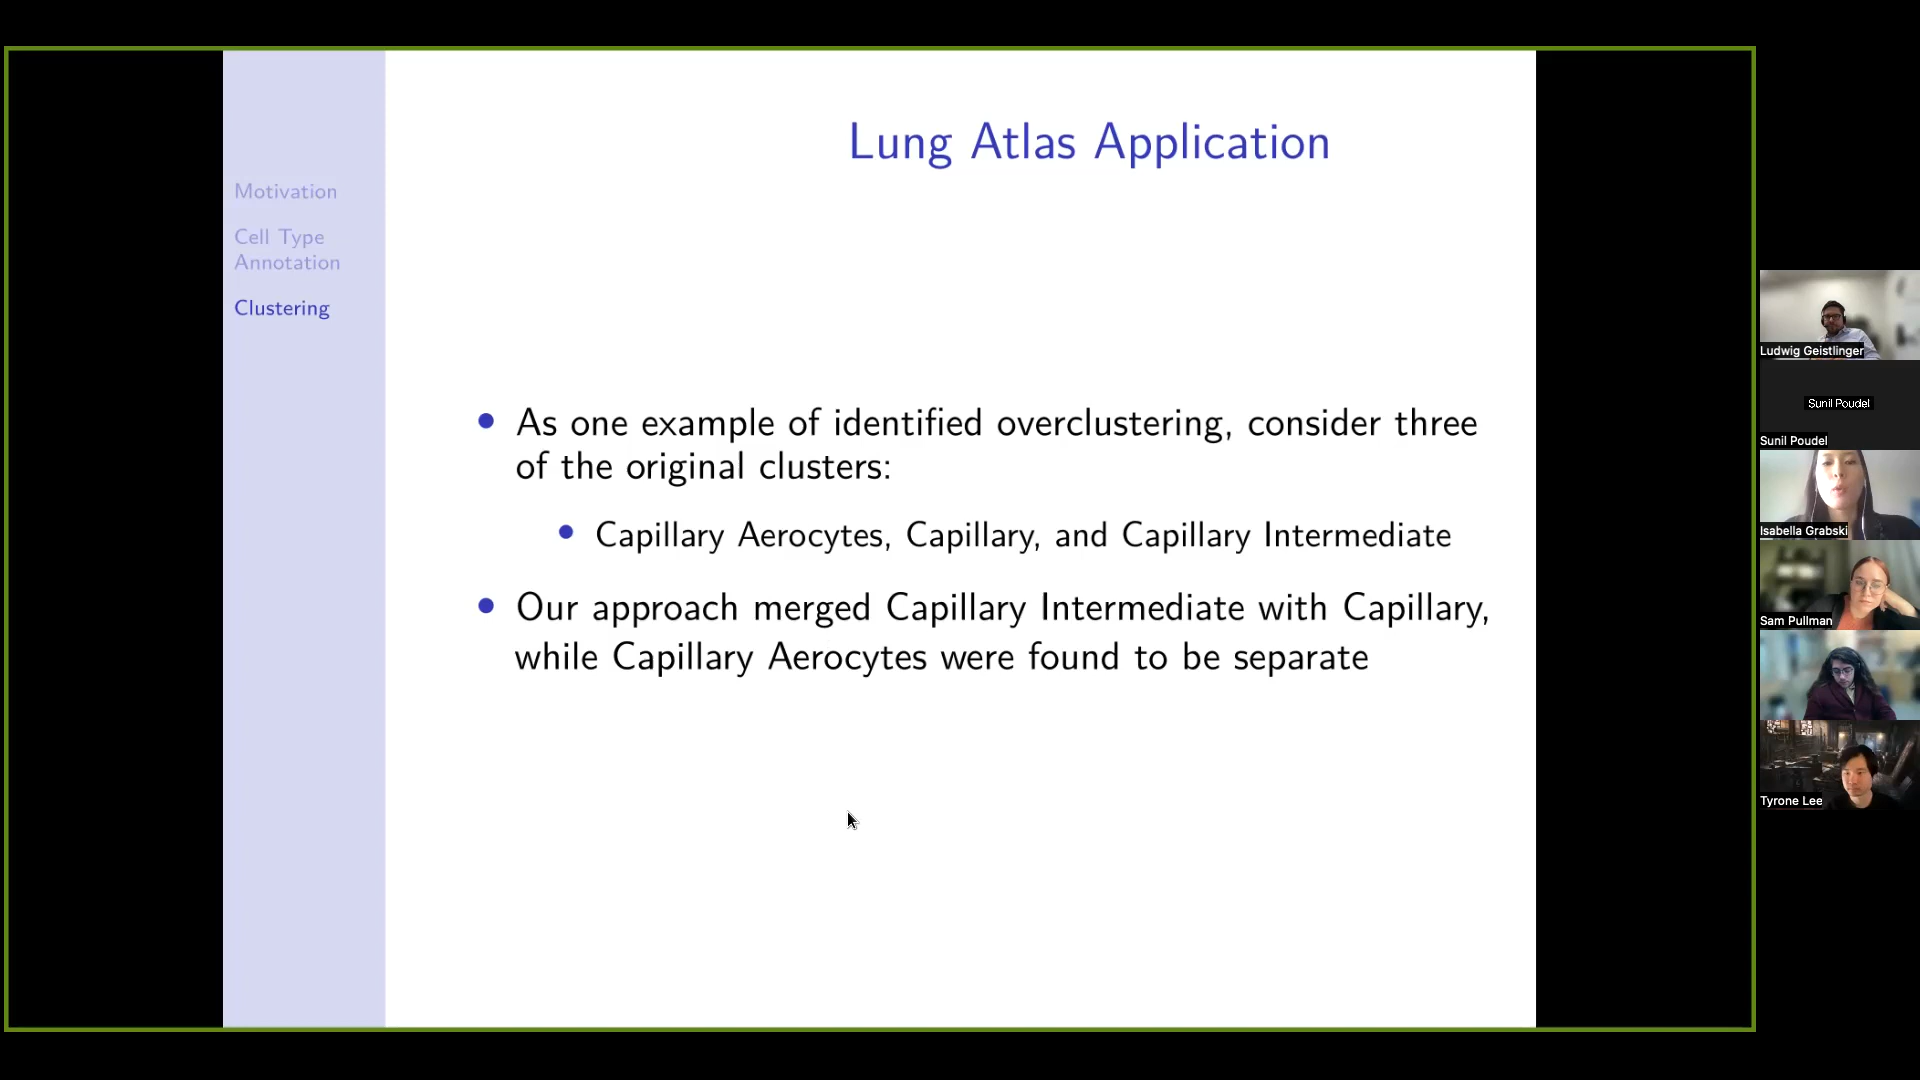 Lung Atlas Application
Motivation
Cell Type
Annotation
Clustering
• As one example of identified overclustering, consider three
of the original clusters:
• Capillary Aerocytes, Capillary, and Capillary Intermediate
• Our approach merged Capillary Intermediate with Capillary,
while Capillary Aerocytes were found to be separate
Ludwig Geistlinger
Sunil Poudel
Sunil Poudel
Isabella Grabski
Sam Pullman
Tyrone Lee